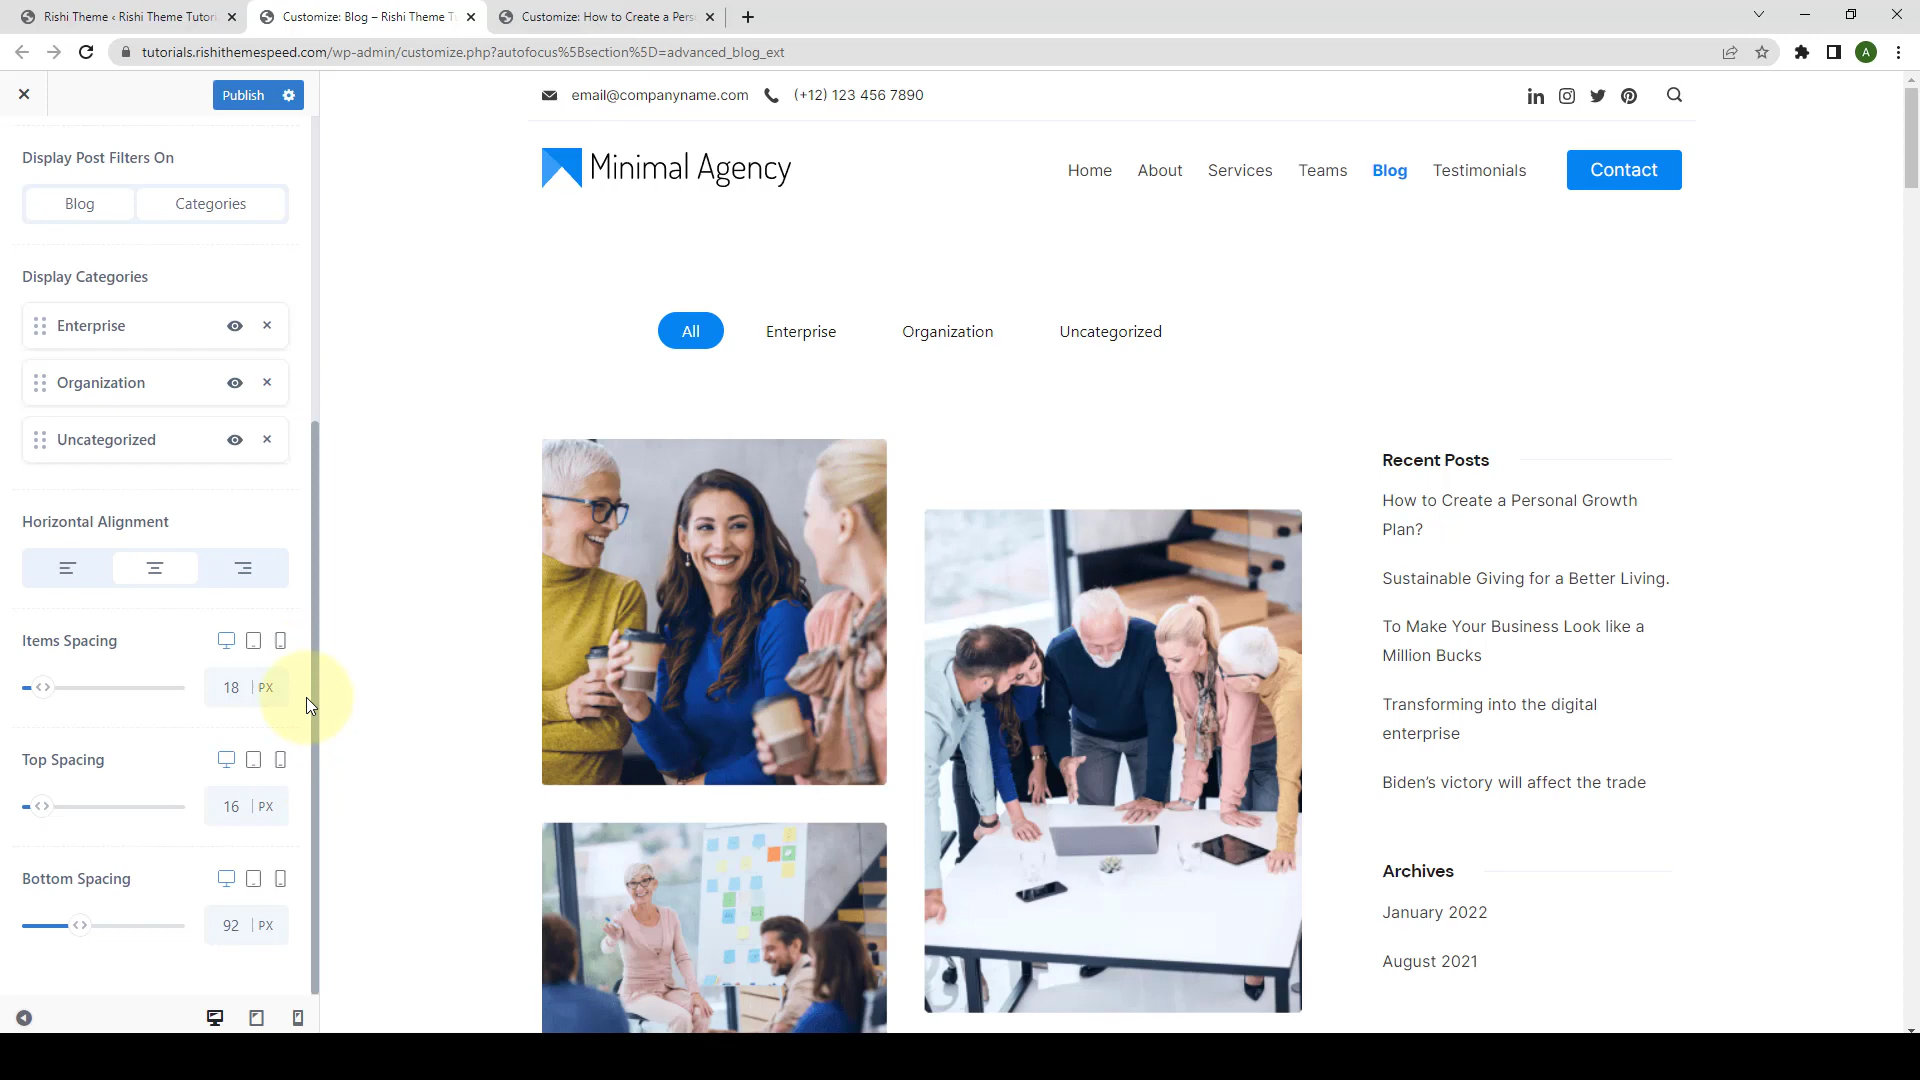 Rishi Theme ‹ Rishi Theme Tutori
Customize: Blog – Rishi Theme T
Customize: How to Create a Pers
tutorials.rishithemespeed.com/wp-admin/customize.php?autofocus%5Bsection%5D=advanced_blog_ext
A
Publish
email@companyname.com
(+12) 123 456 7890
Minimal Agency
Home
About
Services
Teams
Blog
Testimonials
Contact
Display Post Filters On
Blog
Categories
Display Categories
Enterprise
Organization
Uncategorized
Horizontal Alignment
Items Spacing
18 PX
Top Spacing
16 PX
Bottom Spacing
92 PX
All
Enterprise
Organization
Uncategorized
Recent Posts
How to Create a Personal Growth
Plan?
Sustainable Giving for a Better Living.
To Make Your Business Look like a
Million Bucks
Transforming into the digital
enterprise
Biden’s victory will affect the trade
Archives
January 2022
August 2021